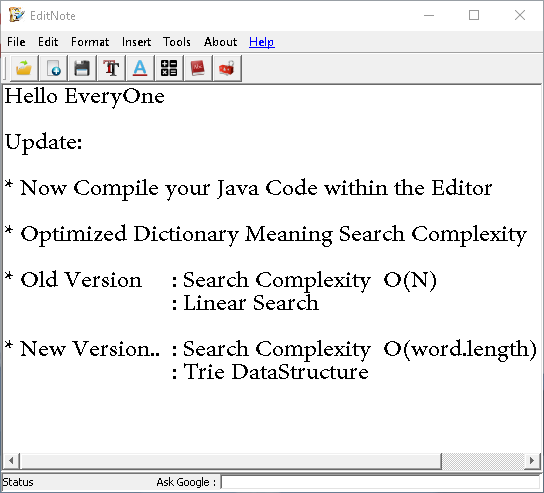 EditNote
File Edit Format Insert Tools About Help
Hello EveryOne
Update:
* Now Compile your Java Code within the Editor
* Optimized Dictionary Meaning Search Complexity
* Old Version : Search Complexity O(N)
: Linear Search
* New Version.. : Search Complexity O(word.length)
: Trie DataStructure
Status Ask Google :